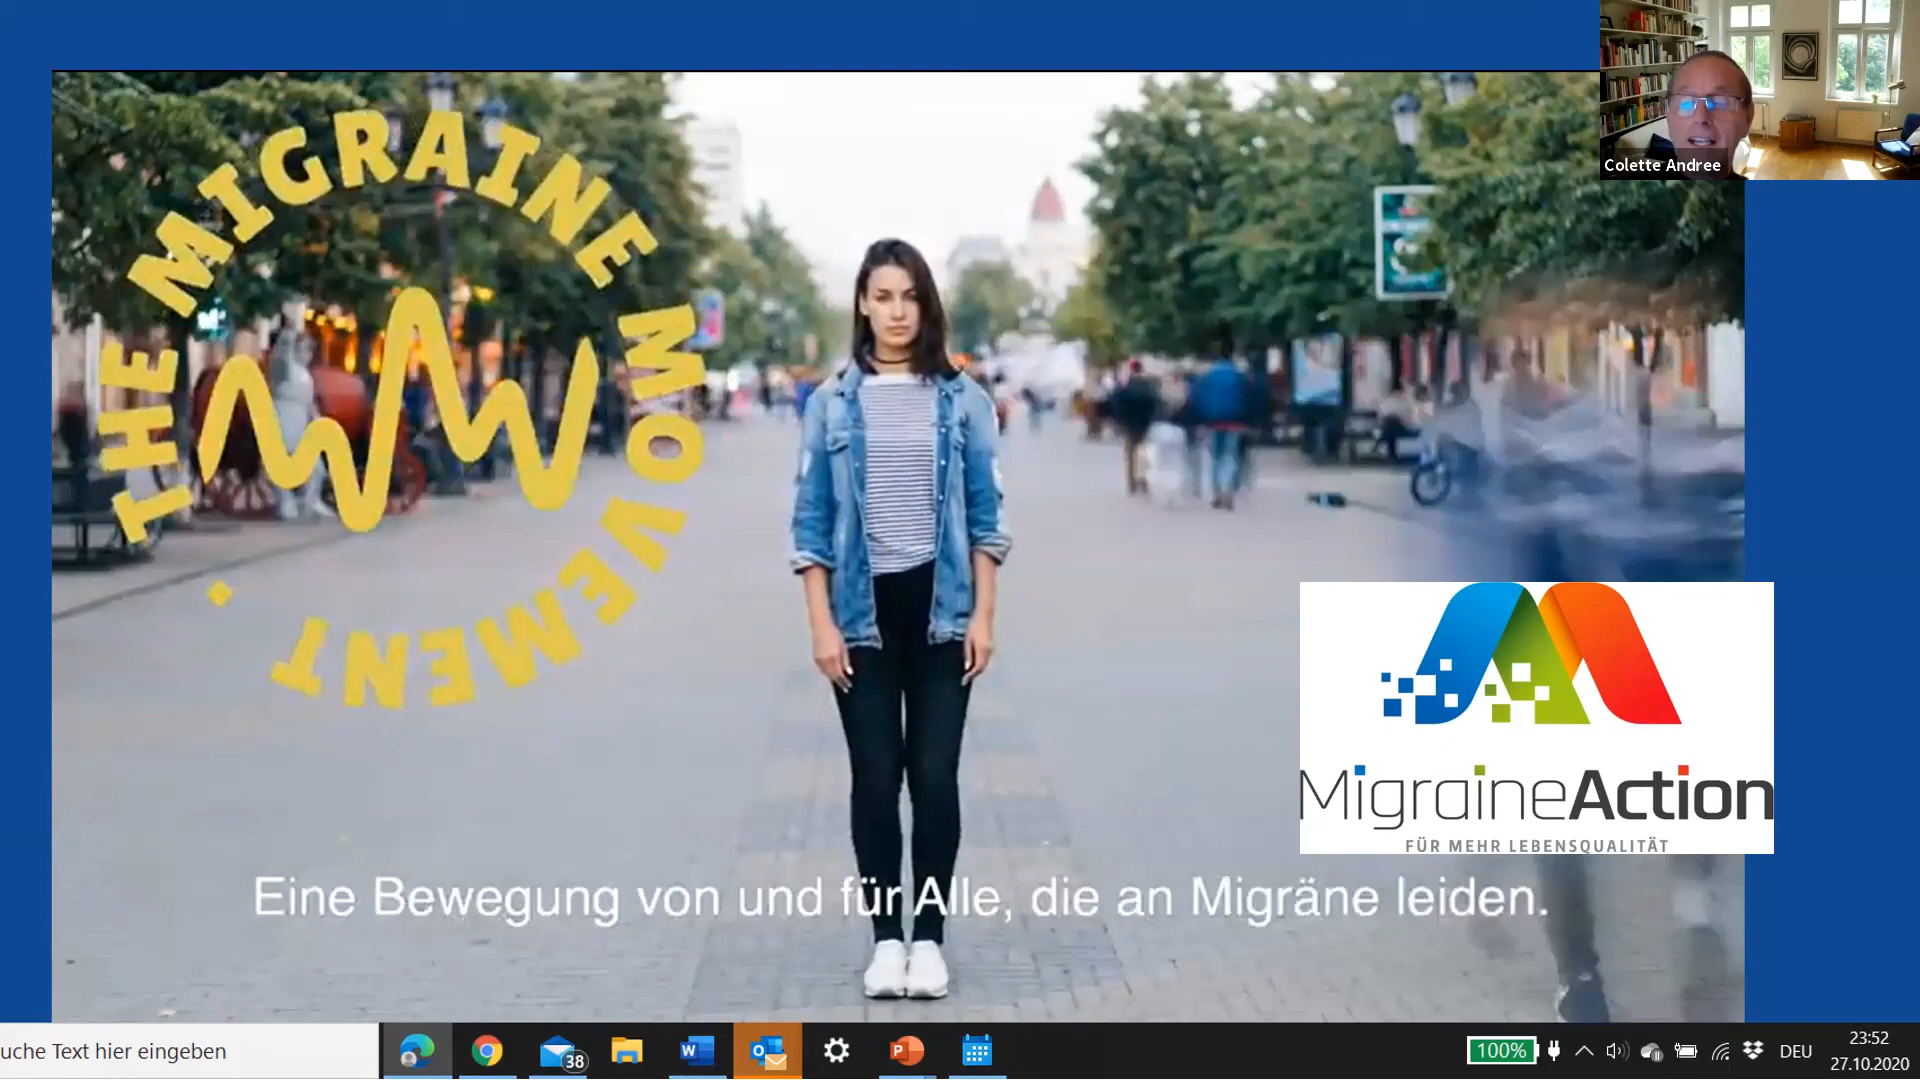 THE MIGRAINE MOVEMENT.
Colette Andree
MigraineAction
FÜR MEHR LEBENSQUALITÄT
Eine Bewegung von und für Alle, die an Migräne leiden.
uche Text hier eingeben
38
100%
DEU
23:52
27.10.2020